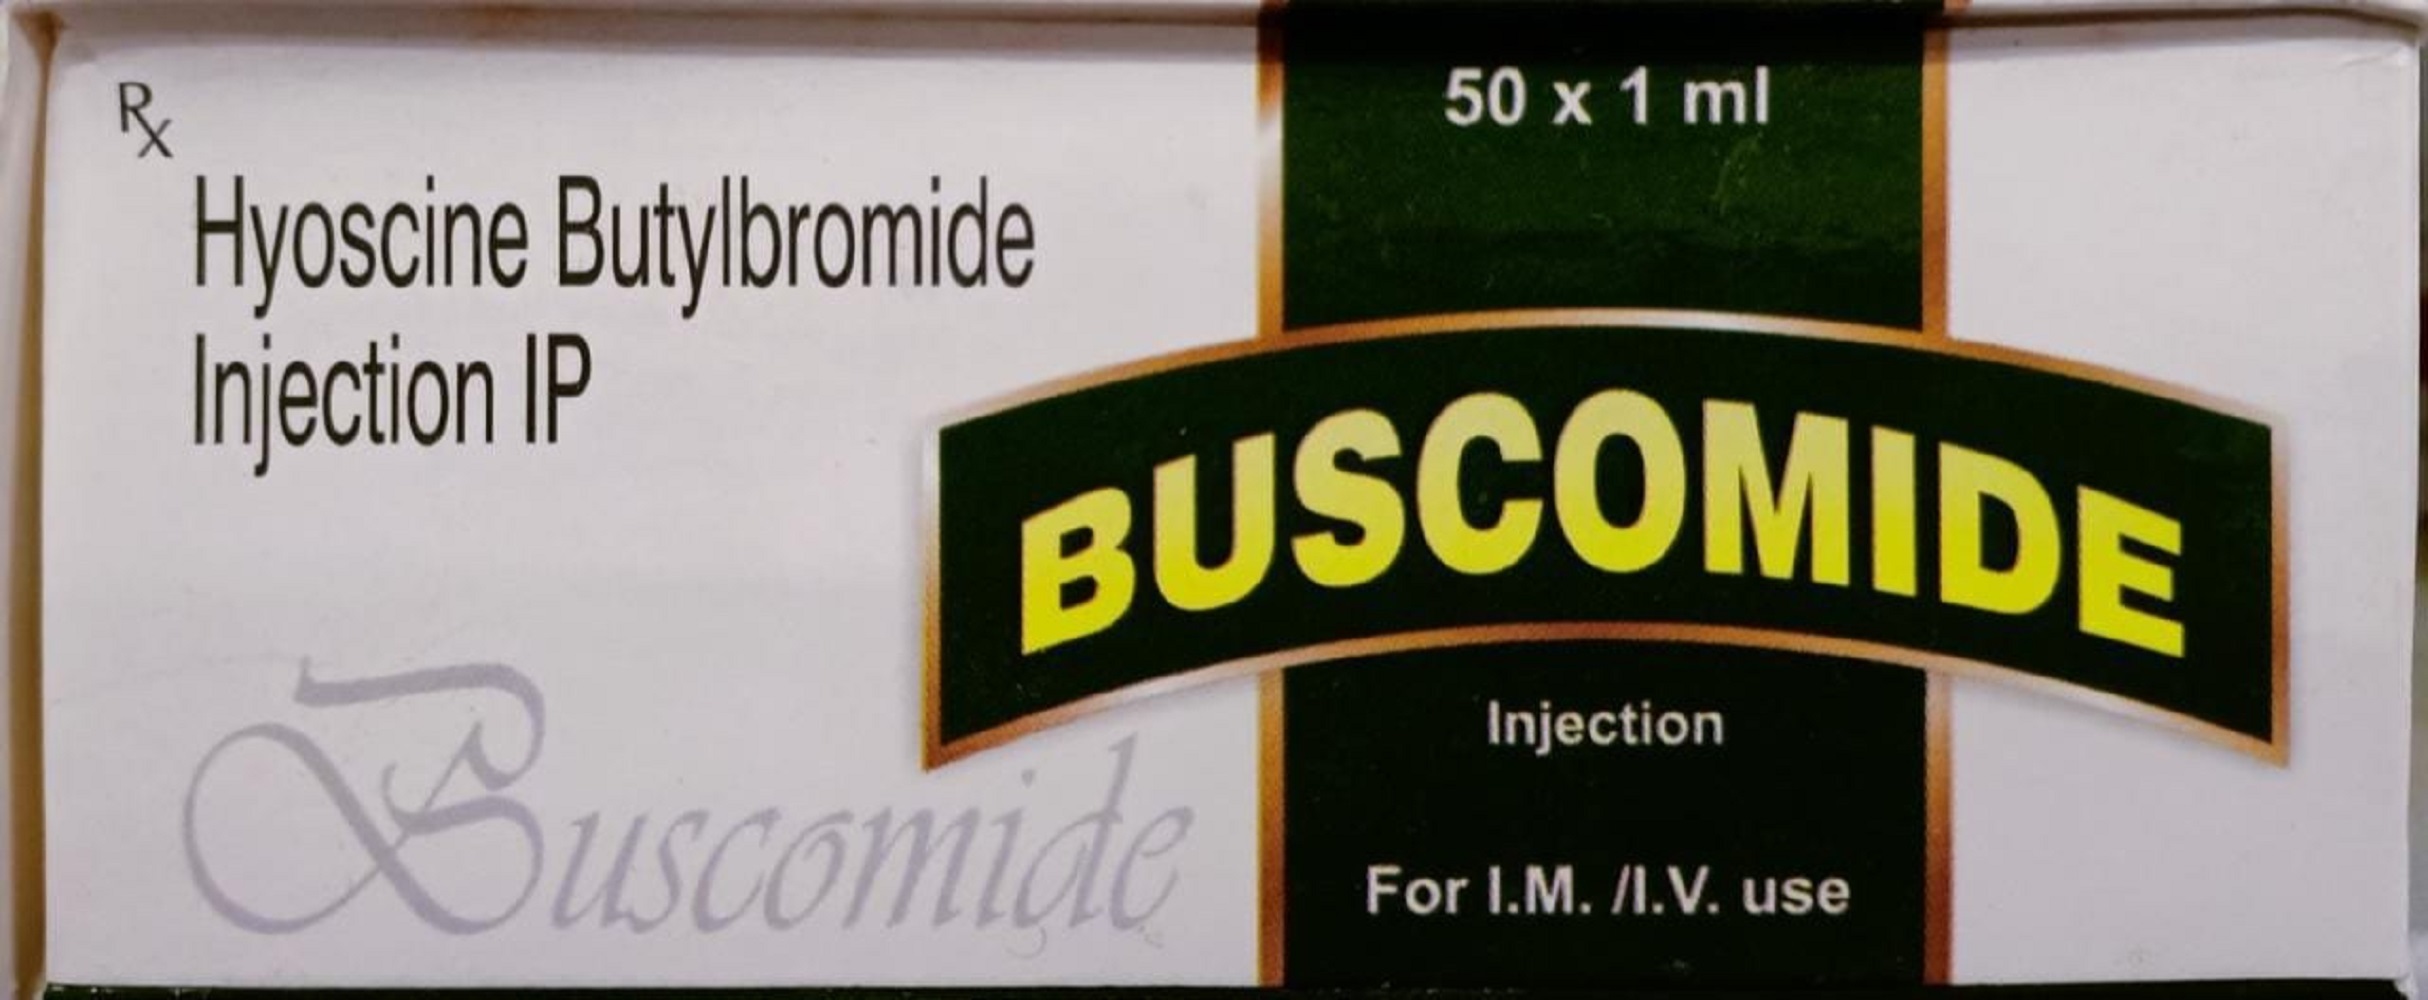 Rx
Hyoscine Butylbromide
Injection IP
50 x 1 ml
BUSCOMIDE
Injection
For I.M. /I.V. use
Buscomide